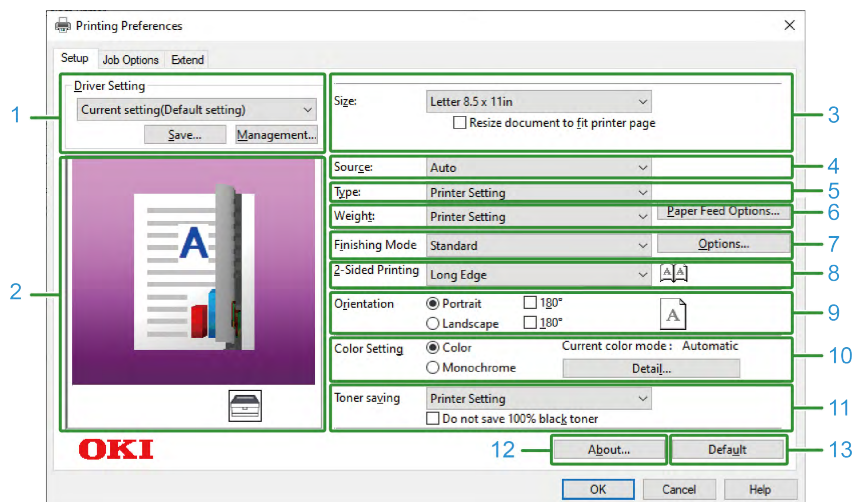 Printing Preferences
Setup Job Options Extend
Driver Setting
Current setting(Default setting)
Save... Management...
1
A
2
OKI
Size: Letter 8.5 x 11in
Resize document to fit printer page
3
Source: Auto
4
Type: Printer Setting
5
Weight: Printer Setting Paper Feed Options...
6
Finishing Mode Standard Options...
7
2-Sided Printing Long Edge A A
8
Orientation Portrait 180°
Landscape 180°
A
9
Color Setting Color Current color mode : Automatic
Monochrome Detail...
10
Toner saving Printer Setting
Do not save 100% black toner
11
12 About... Default 13
OK Cancel Help